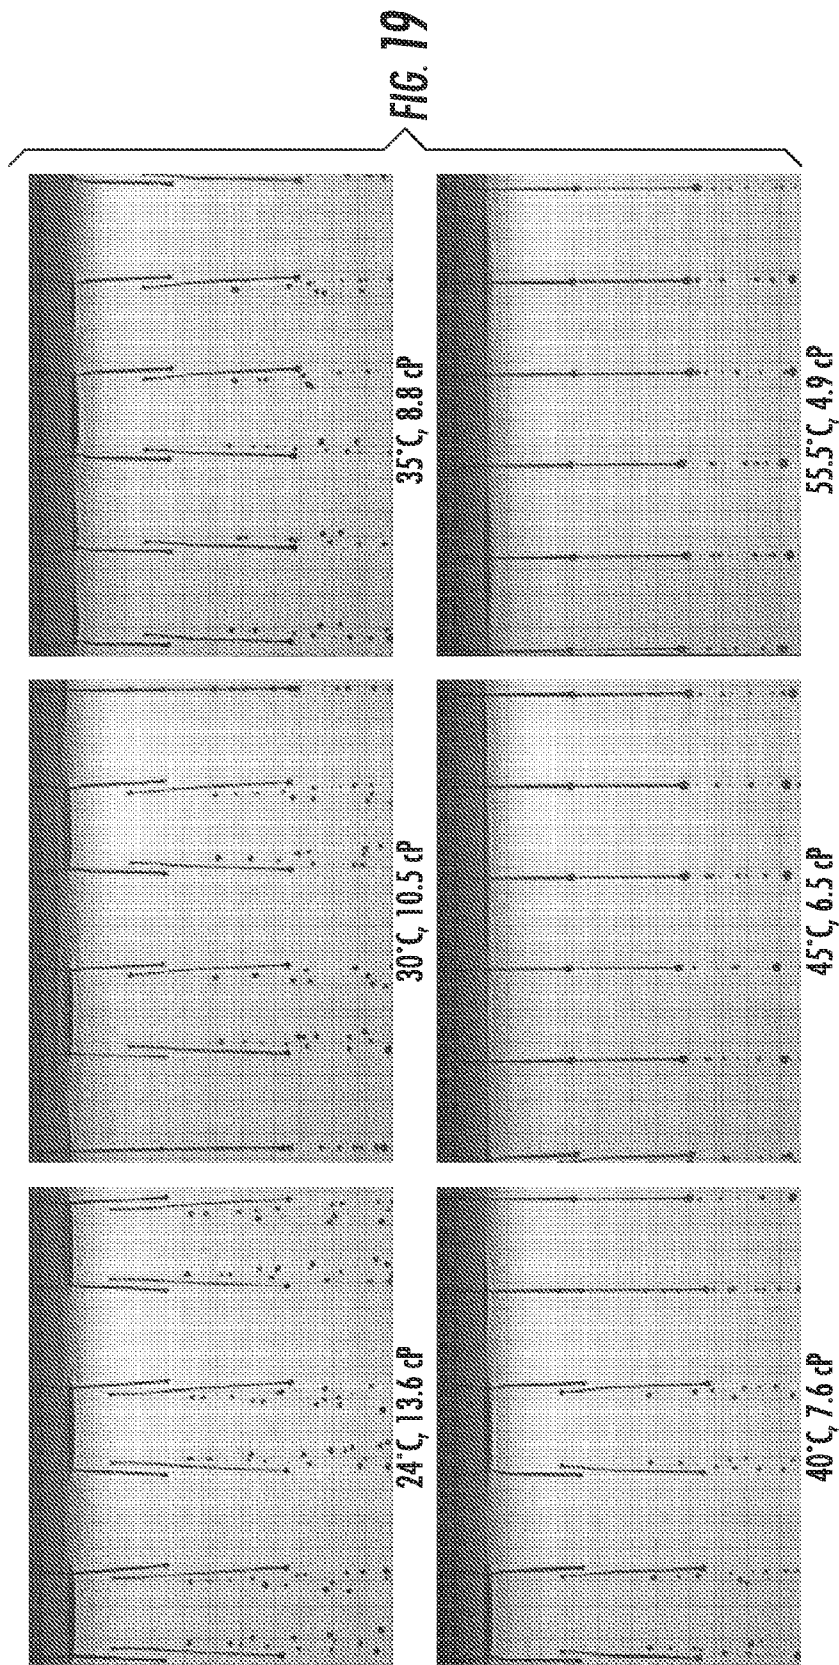 24°C, 13.6 cP
30°C, 10.5 cP
35°C, 8.8 cP
40°C, 7.6 cP
45°C, 6.5 cP
55.5°C, 4.9 cP
FIG. 19